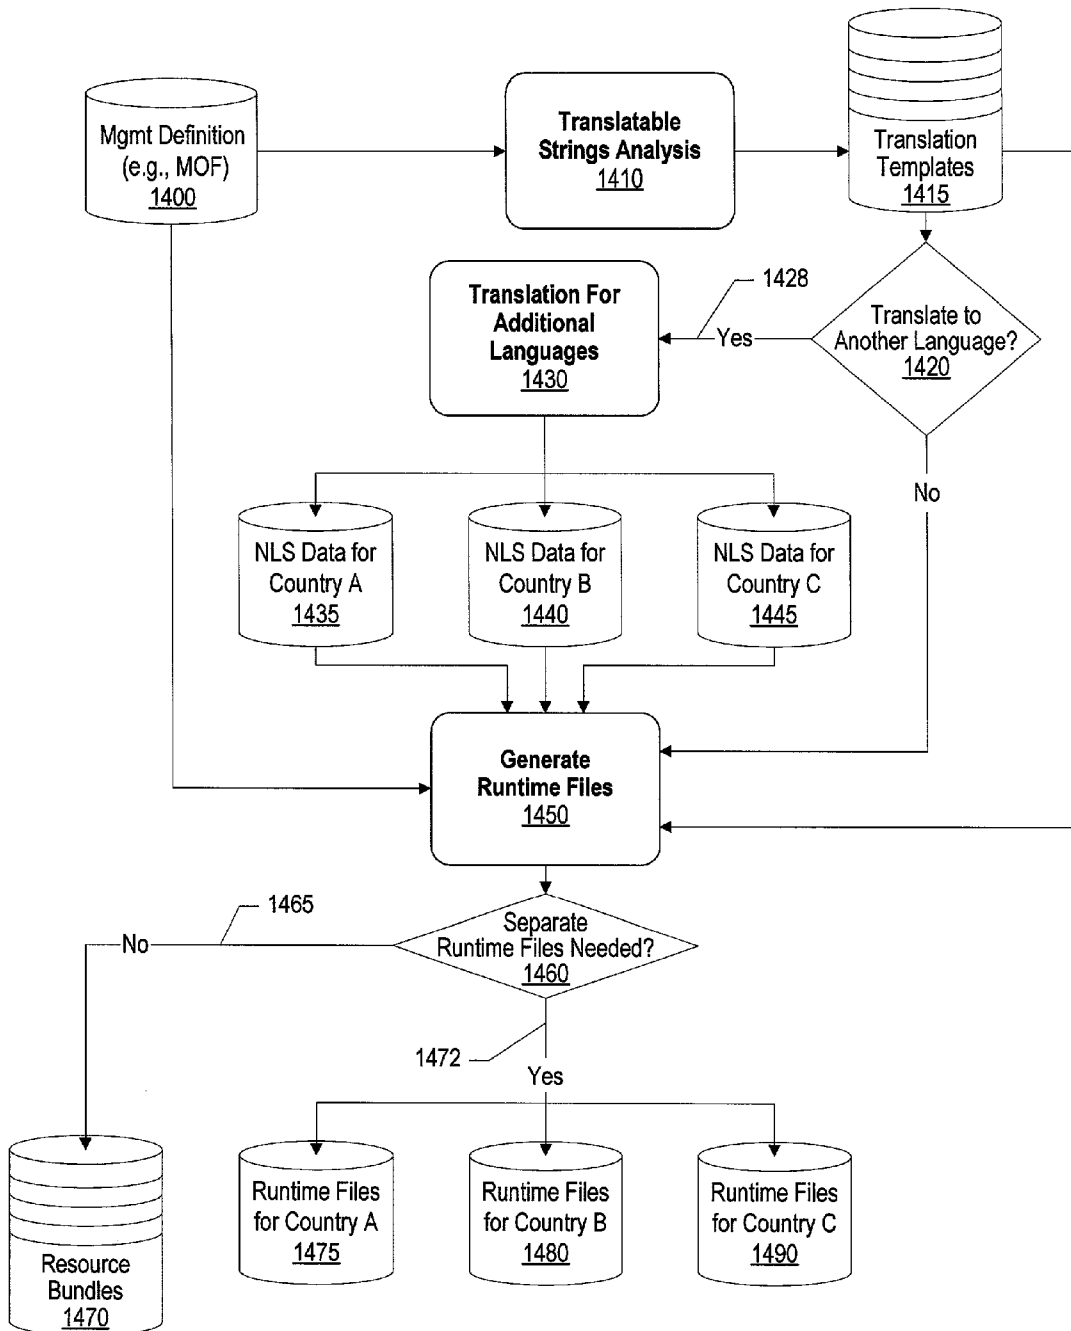 Mgmt Definition
(e.g., MOF)
1400
Translatable
Strings Analysis
1410
Translation
Templates
1415
Translation For
Additional
Languages
1430
1428
Yes
Translate to
Another Language?
1420
No
NLS Data for
Country A
1435
NLS Data for
Country B
1440
NLS Data for
Country C
1445
Generate
Runtime Files
1450
1465
No
Separate
Runtime Files Needed?
1460
1472
Yes
Resource
Bundles
1470
Runtime Files
for Country A
1475
Runtime Files
for Country B
1480
Runtime Files
for Country C
1490